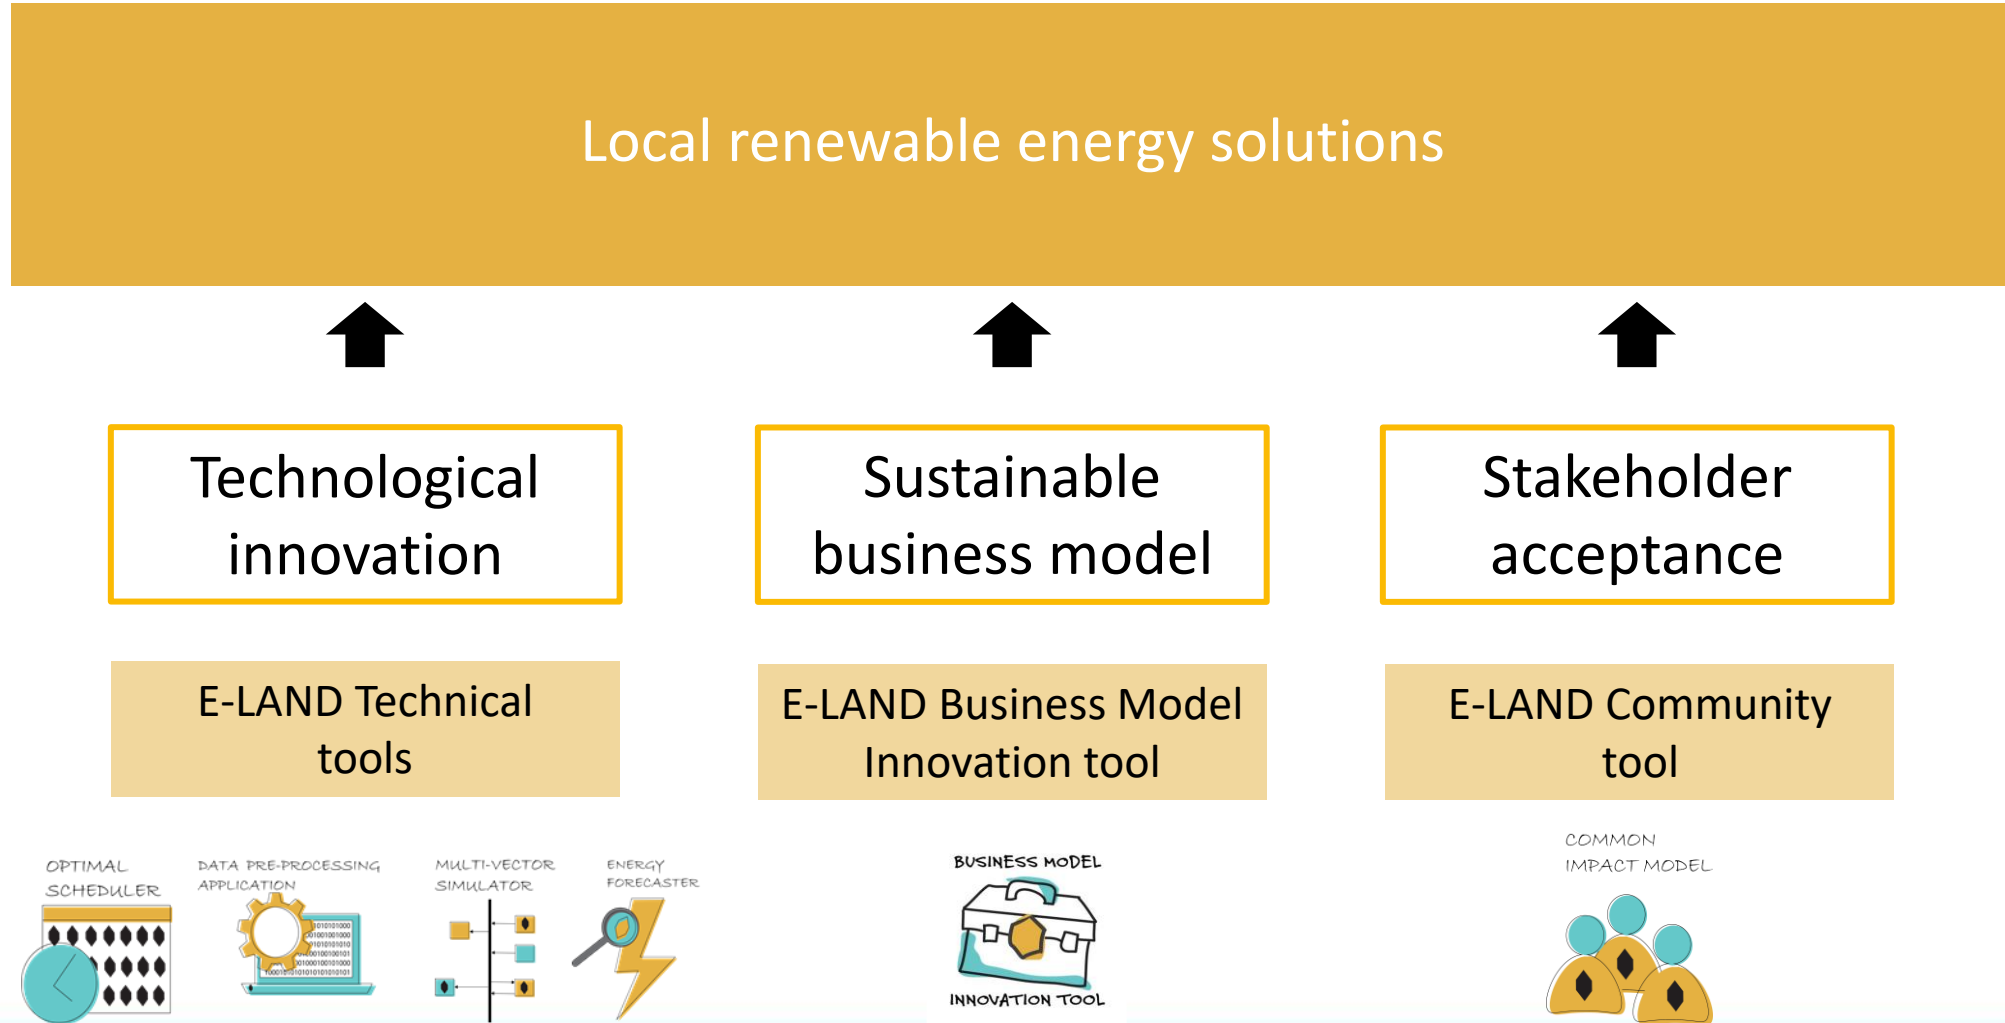 Local renewable energy solutions
Technological
innovation
Sustainable
business model
Stakeholder
acceptance
E-LAND Technical
tools
E-LAND Business Model
Innovation tool
E-LAND Community
tool
OPTIMAL
SCHEDULER
DATA PRE-PROCESSING
APPLICATION
MULTI-VECTOR
SIMULATOR
ENERGY
FORECASTER
BUSINESS MODEL
INNOVATION TOOL
COMMON
IMPACT MODEL